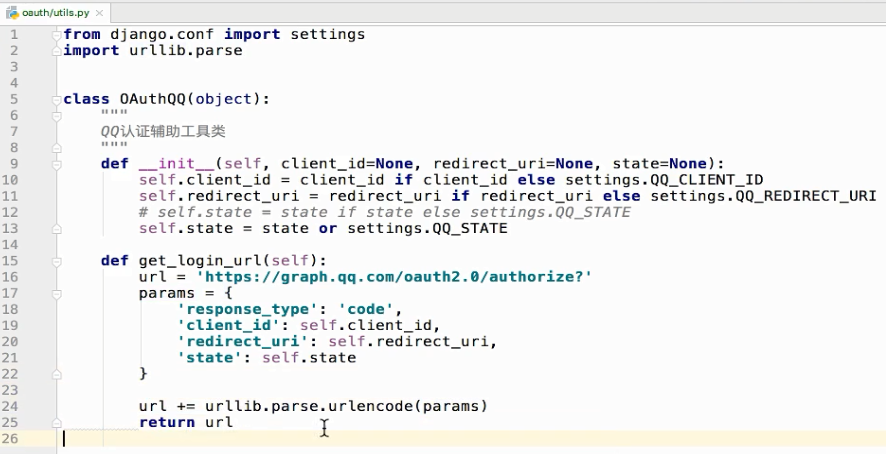 oauth/utils.py
1 from django.conf import settings
2 import urllib.parse
3
4
5 class OAuthQQ(object):
6     """
7     QQ认证辅助工具类
8     """
9     def __init__(self, client_id=None, redirect_uri=None, state=None):
10         self.client_id = client_id if client_id else settings.QQ_CLIENT_ID
11         self.redirect_uri = redirect_uri if redirect_uri else settings.QQ_REDIRECT_URI
12         # self.state = state if state else settings.QQ_STATE
13         self.state = state or settings.QQ_STATE
14
15     def get_login_url(self):
16         url = 'https://graph.qq.com/oauth2.0/authorize?'
17         params = {
18             'response_type': 'code',
19             'client_id': self.client_id,
20             'redirect_uri': self.redirect_uri,
21             'state': self.state
22         }
23
24         url += urllib.parse.urlencode(params)
25         return url
26